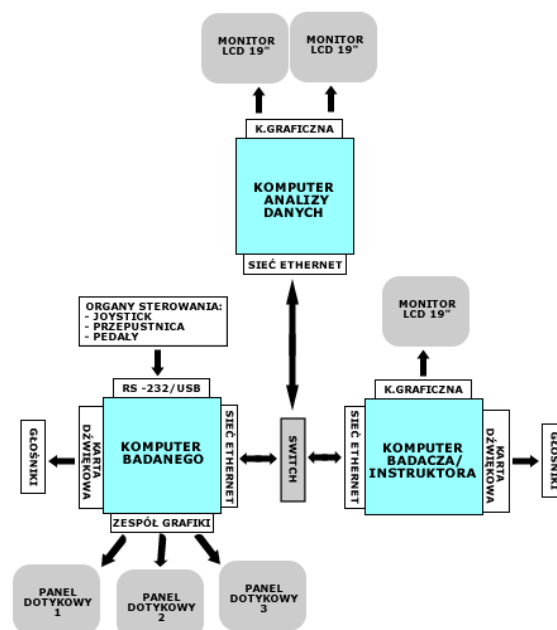 MONITOR
LCD 19"
MONITOR
LCD 19"
K.GRAFICZNA
KOMPUTER
ANALIZY
DANYCH
SIEĆ ETHERNET
ORGANY STEROWANIA:
- JOYSTICK
- PRZEPUSTNICA
- PEDAŁY
MONITOR
LCD 19"
RS -232/USB
K.GRAFICZNA
GŁOŚNIKI
KARTA
DŹWIĘKOWA
KOMPUTER
BADANEGO
SIEĆ ETHERNET
SWITCH
SIEĆ ETHERNET
KOMPUTER
BADACZA/
INSTRUKTORA
KARTA
DŹWIĘKOWA
GŁOŚNIKI
ZESPÓŁ GRAFIKI
PANEL
DOTYKOWY
1
PANEL
DOTYKOWY
2
PANEL
DOTYKOWY
3